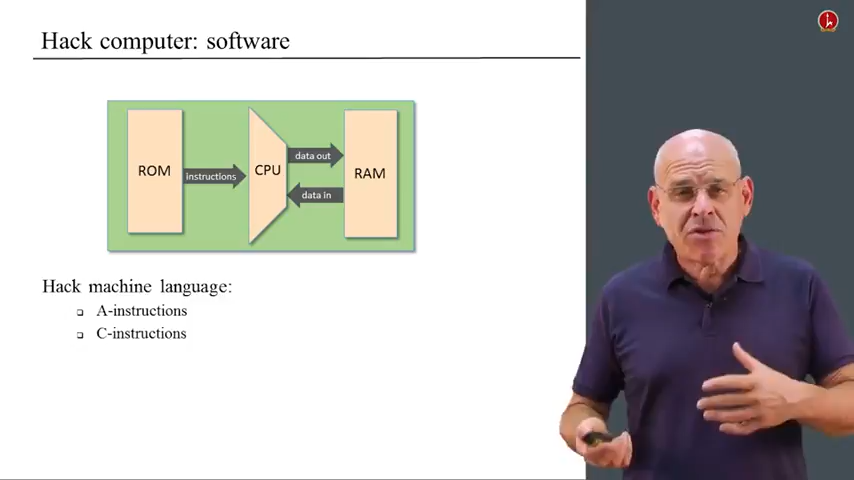 Hack computer: software
ROM
instructions
CPU
data out
data in
RAM
Hack machine language:
A-instructions
C-instructions